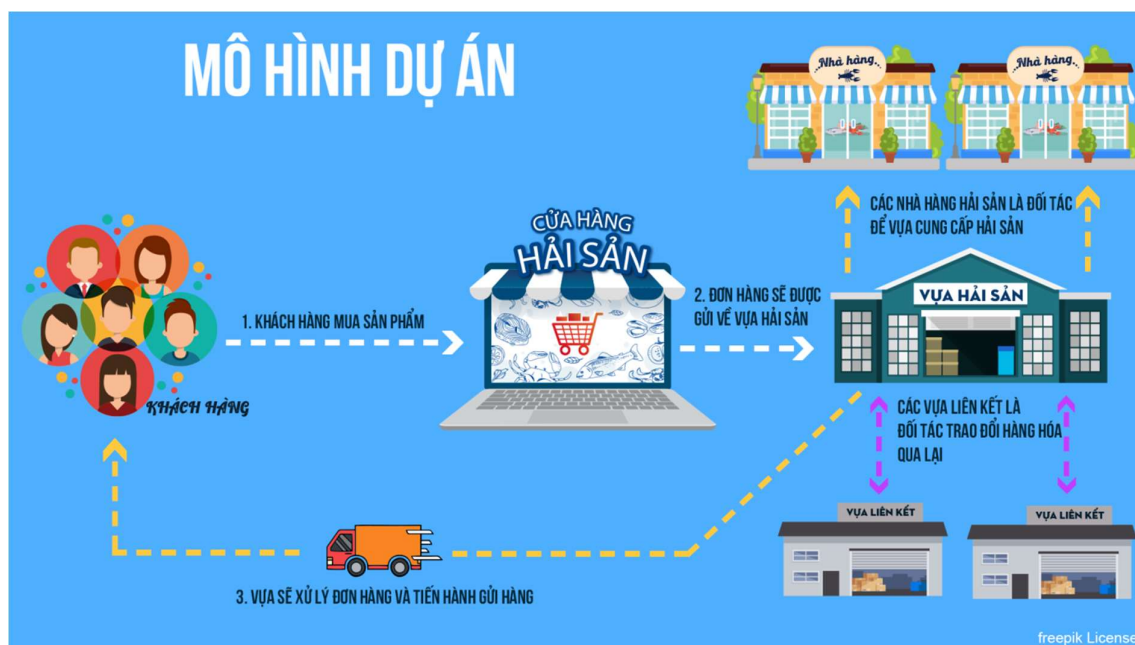 MÔ HÌNH DỰ ÁN
Nhà hàng
Nhà hàng
CÁC NHÀ HÀNG HẢI SẢN LÀ ĐỐI TÁC
ĐỂ VỰA CUNG CẤP HẢI SẢN
CỬA HÀNG
HẢI SẢN
KHÁCH HÀNG
1. KHÁCH HÀNG MUA SẢN PHẨM
2. ĐƠN HÀNG SẼ ĐƯỢC
GỬI VỀ VỰA HẢI SẢN
VỰA HẢI SẢN
CÁC VỰA LIÊN KẾT LÀ
ĐỐI TÁC TRAO ĐỔI HÀNG HÓA
QUA LẠI
VỰA LIÊN KẾT
VỰA LIÊN KẾT
3. VỰA SẼ XỬ LÝ ĐƠN HÀNG VÀ TIẾN HÀNH GỬI HÀNG
freepik License